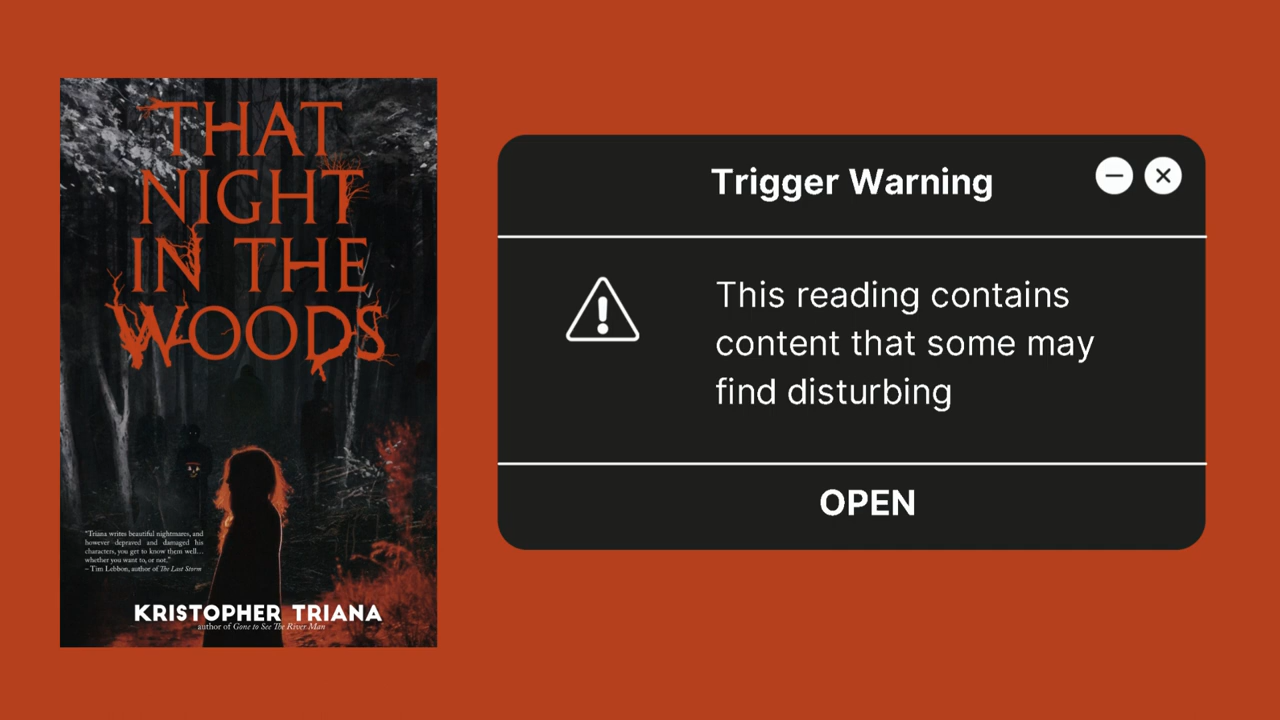 THAT
NIGHT
IN THE
WOODS
"Triana writes beautiful nightmares, and
however depraved and damaged his
characters, you get to know them well...
whether you want to, or not."
– Tim Lebbon, author of The Last Storm
KRISTOPHER TRIANA
author of Gone to See The River Man
Trigger Warning
This reading contains
content that some may
find disturbing
OPEN